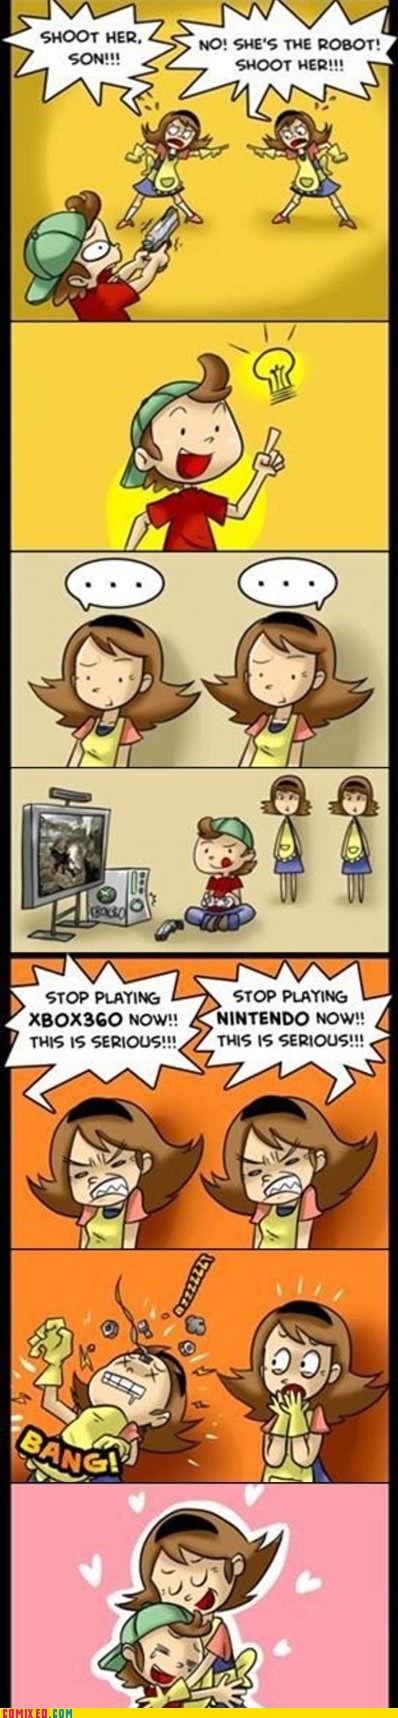 SHOOT HER,
SON!!!
NO! SHE'S THE ROBOT!
SHOOT HER!!!
...
...
XBOX360
STOP PLAYING
XBOX360 NOW!!
THIS IS SERIOUS!!!
STOP PLAYING
NINTENDO NOW!!
THIS IS SERIOUS!!!
BANG!
COMIXED.COM